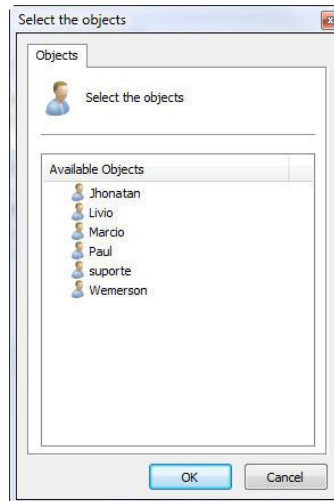 Select the objects
Objects
Select the objects
Available Objects
Jhonatan
Livio
Marcio
Paul
suporte
Wemerson
OK
Cancel